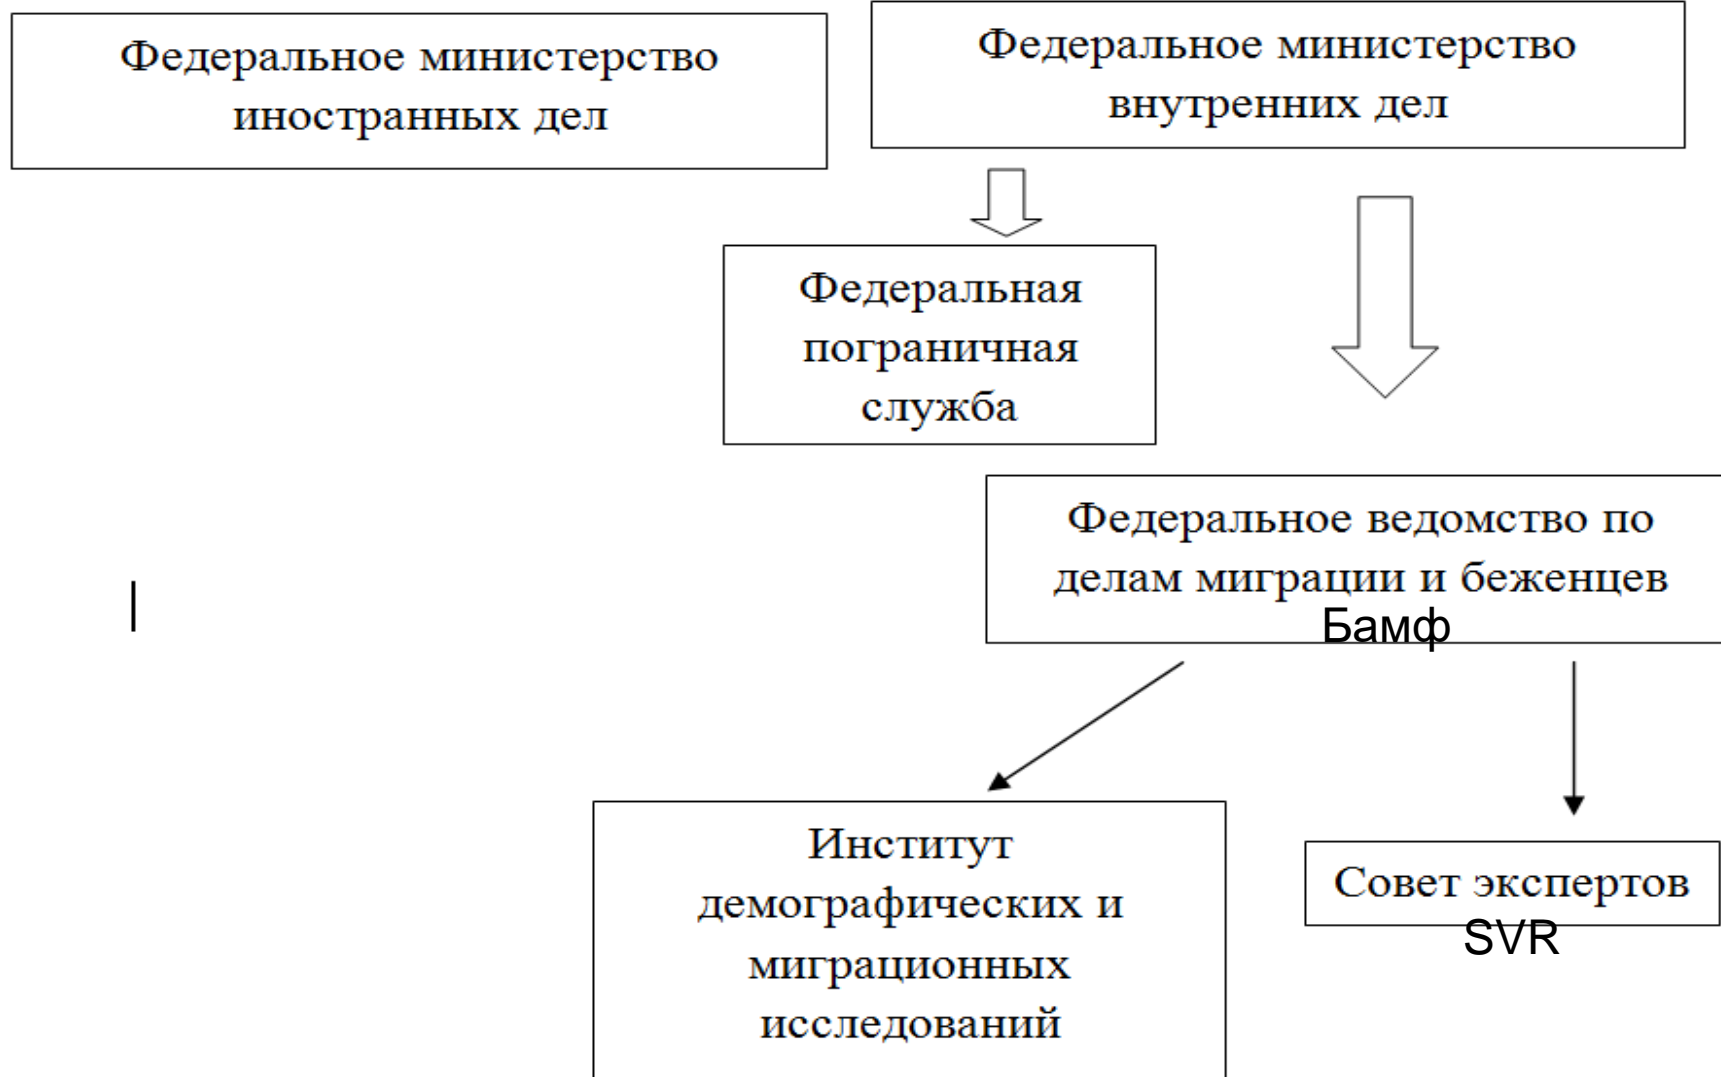 Федеральное министерство
иностранных дел
Федеральное министерство
внутренних дел
Федеральная
пограничная
служба
Федеральное ведомство по
делам миграции и беженцев
Бамф
Институт
демографических и
миграционных
исследований
Совет экспертов
SVR